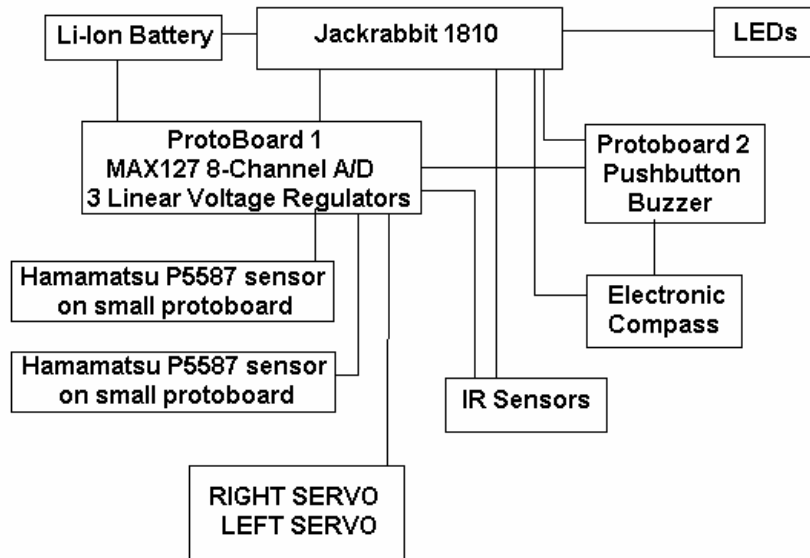 Li-Ion Battery
Jackrabbit 1810
LEDs
ProtoBoard 1
MAX127 8-Channel A/D
3 Linear Voltage Regulators
Protoboard 2
Pushbutton
Buzzer
Hamamatsu P5587 sensor
on small protoboard
Electronic
Compass
Hamamatsu P5587 sensor
on small protoboard
IR Sensors
RIGHT SERVO
LEFT SERVO